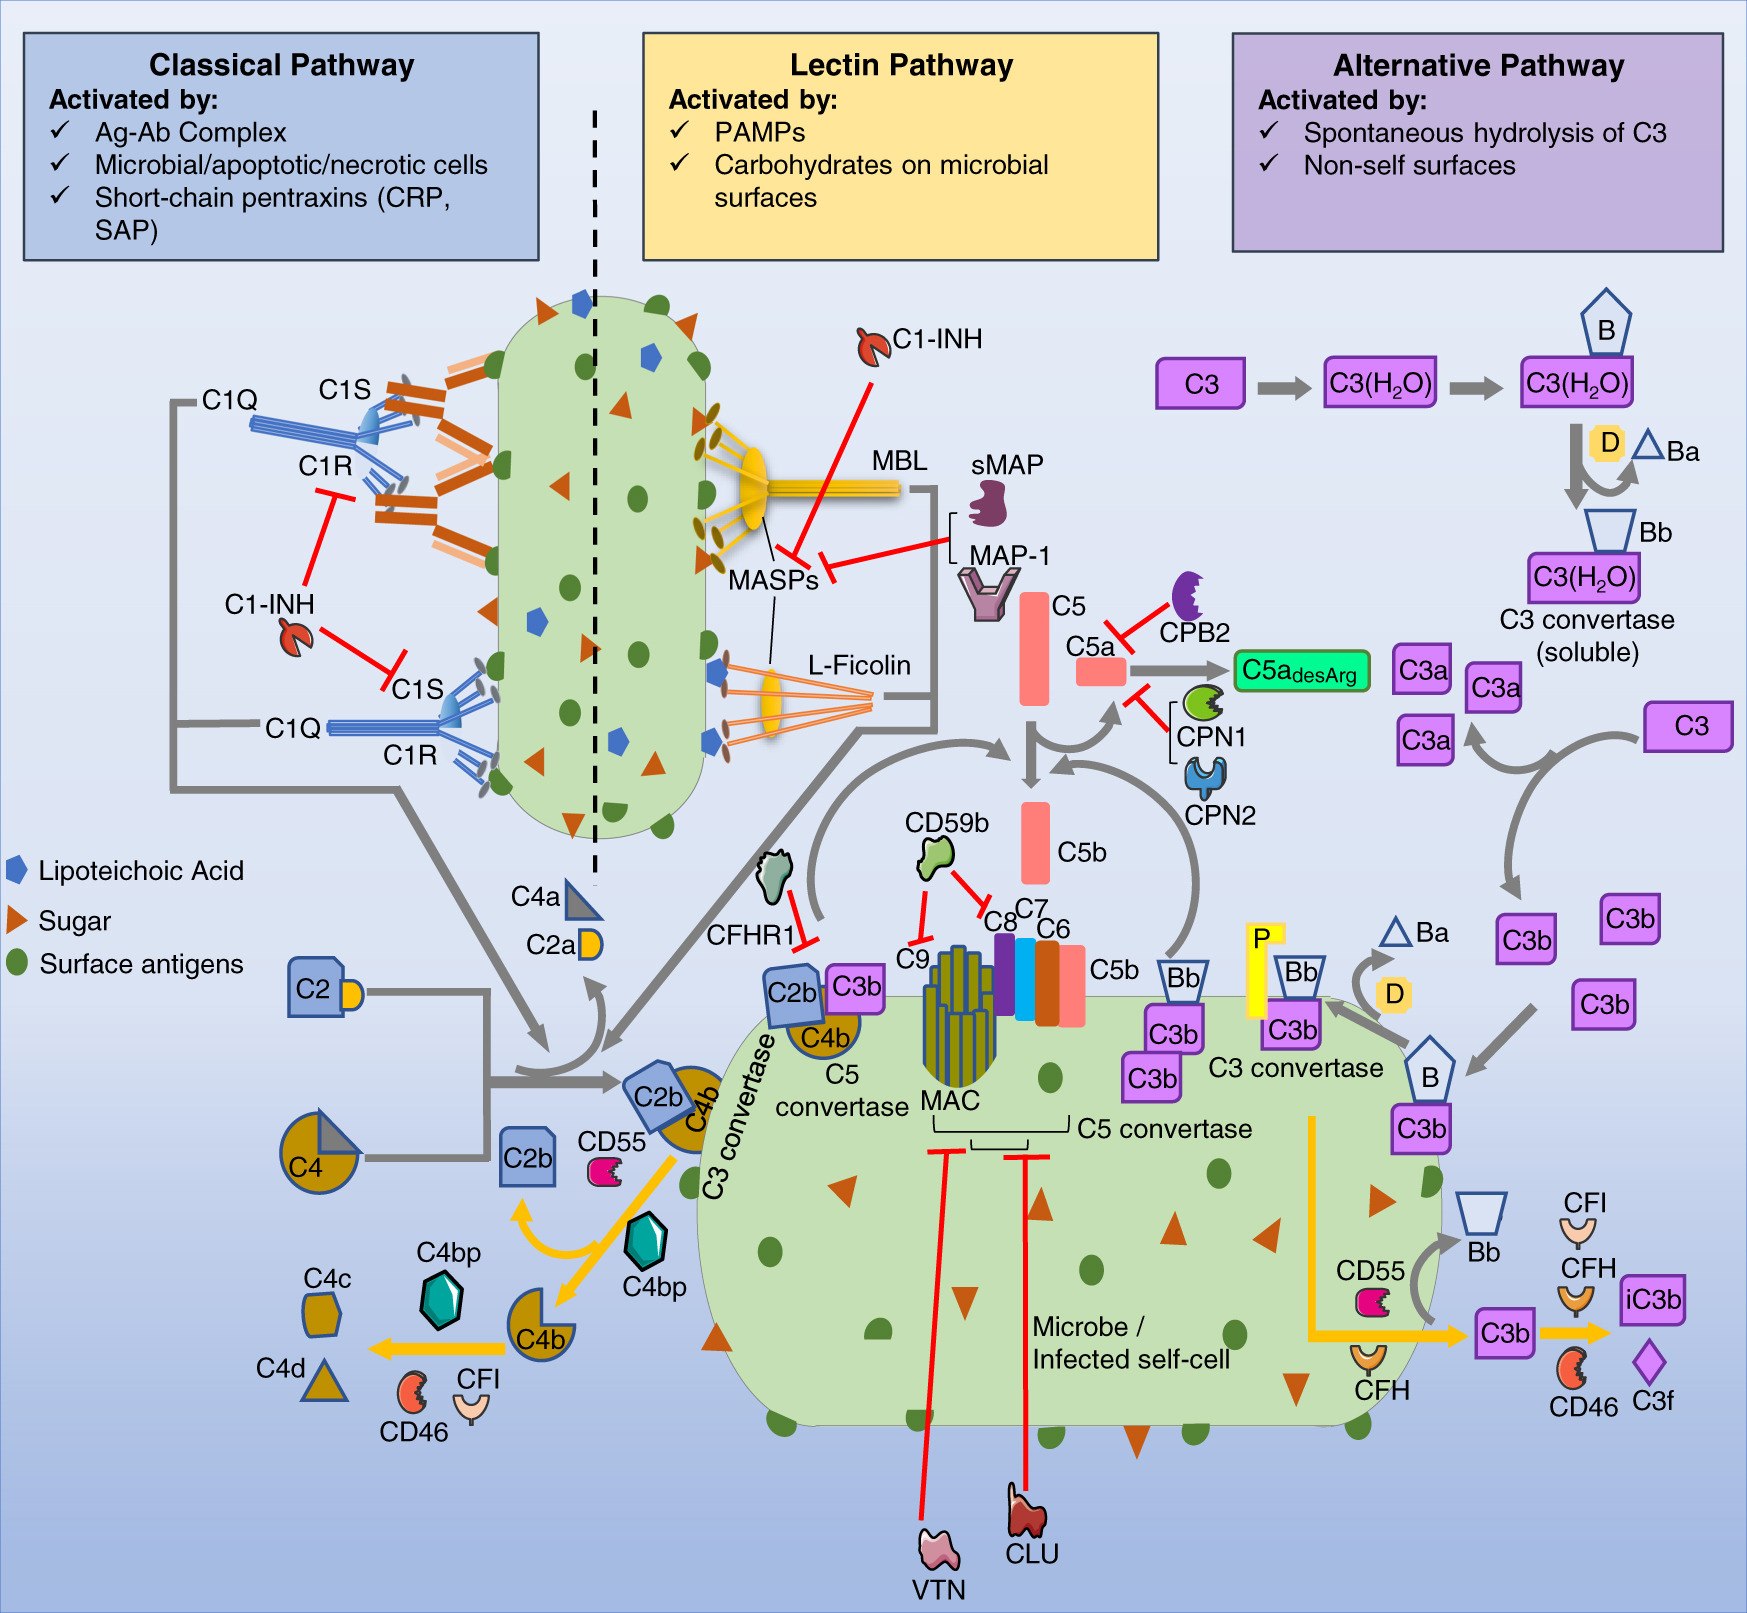 Classical Pathway
Activated by:
✓ Ag-Ab Complex
✓ Microbial/apoptotic/necrotic cells
✓ Short-chain pentraxins (CRP,
SAP)
Lectin Pathway
Activated by:
✓ PAMPs
✓ Carbohydrates on microbial
surfaces
Alternative Pathway
Activated by:
✓ Spontaneous hydrolysis of C3
✓ Non-self surfaces
C1S
C1Q
C1R
C1-INH
C1S
C1Q
C1R
C1-INH
MBL
sMAP
MAP-1
MASPs
L-Ficolin
B
C3
C3(H₂O)
C3(H₂O)
D
Ba
Bb
C3(H₂O)
C3 convertase
(soluble)
C5
CPB2
C5a
C5adesArg
CPN1
CPN2
C3a
C3a
C3a
C3
Lipoteichoic Acid
Sugar
Surface antigens
C4a
C2a
C2
C4
CD59b
C5b
CFHR1
C9
C8
C7
C6
C5b
C2b
C3b
C4b
C5
convertase
MAC
Bb
C3b
C3b
C5 convertase
P
Bb
C3b
C3 convertase
Ba
D
B
C3b
C3b
C3b
C3b
C2b
C4b
C3 convertase
C2b
CD55
C4bp
C4bp
C4b
C4c
C4d
CFI
CD46
Microbe /
Infected self-cell
CD55
CFH
Bb
C3b
CFI
CFH
CD46
iC3b
C3f
VTN
CLU